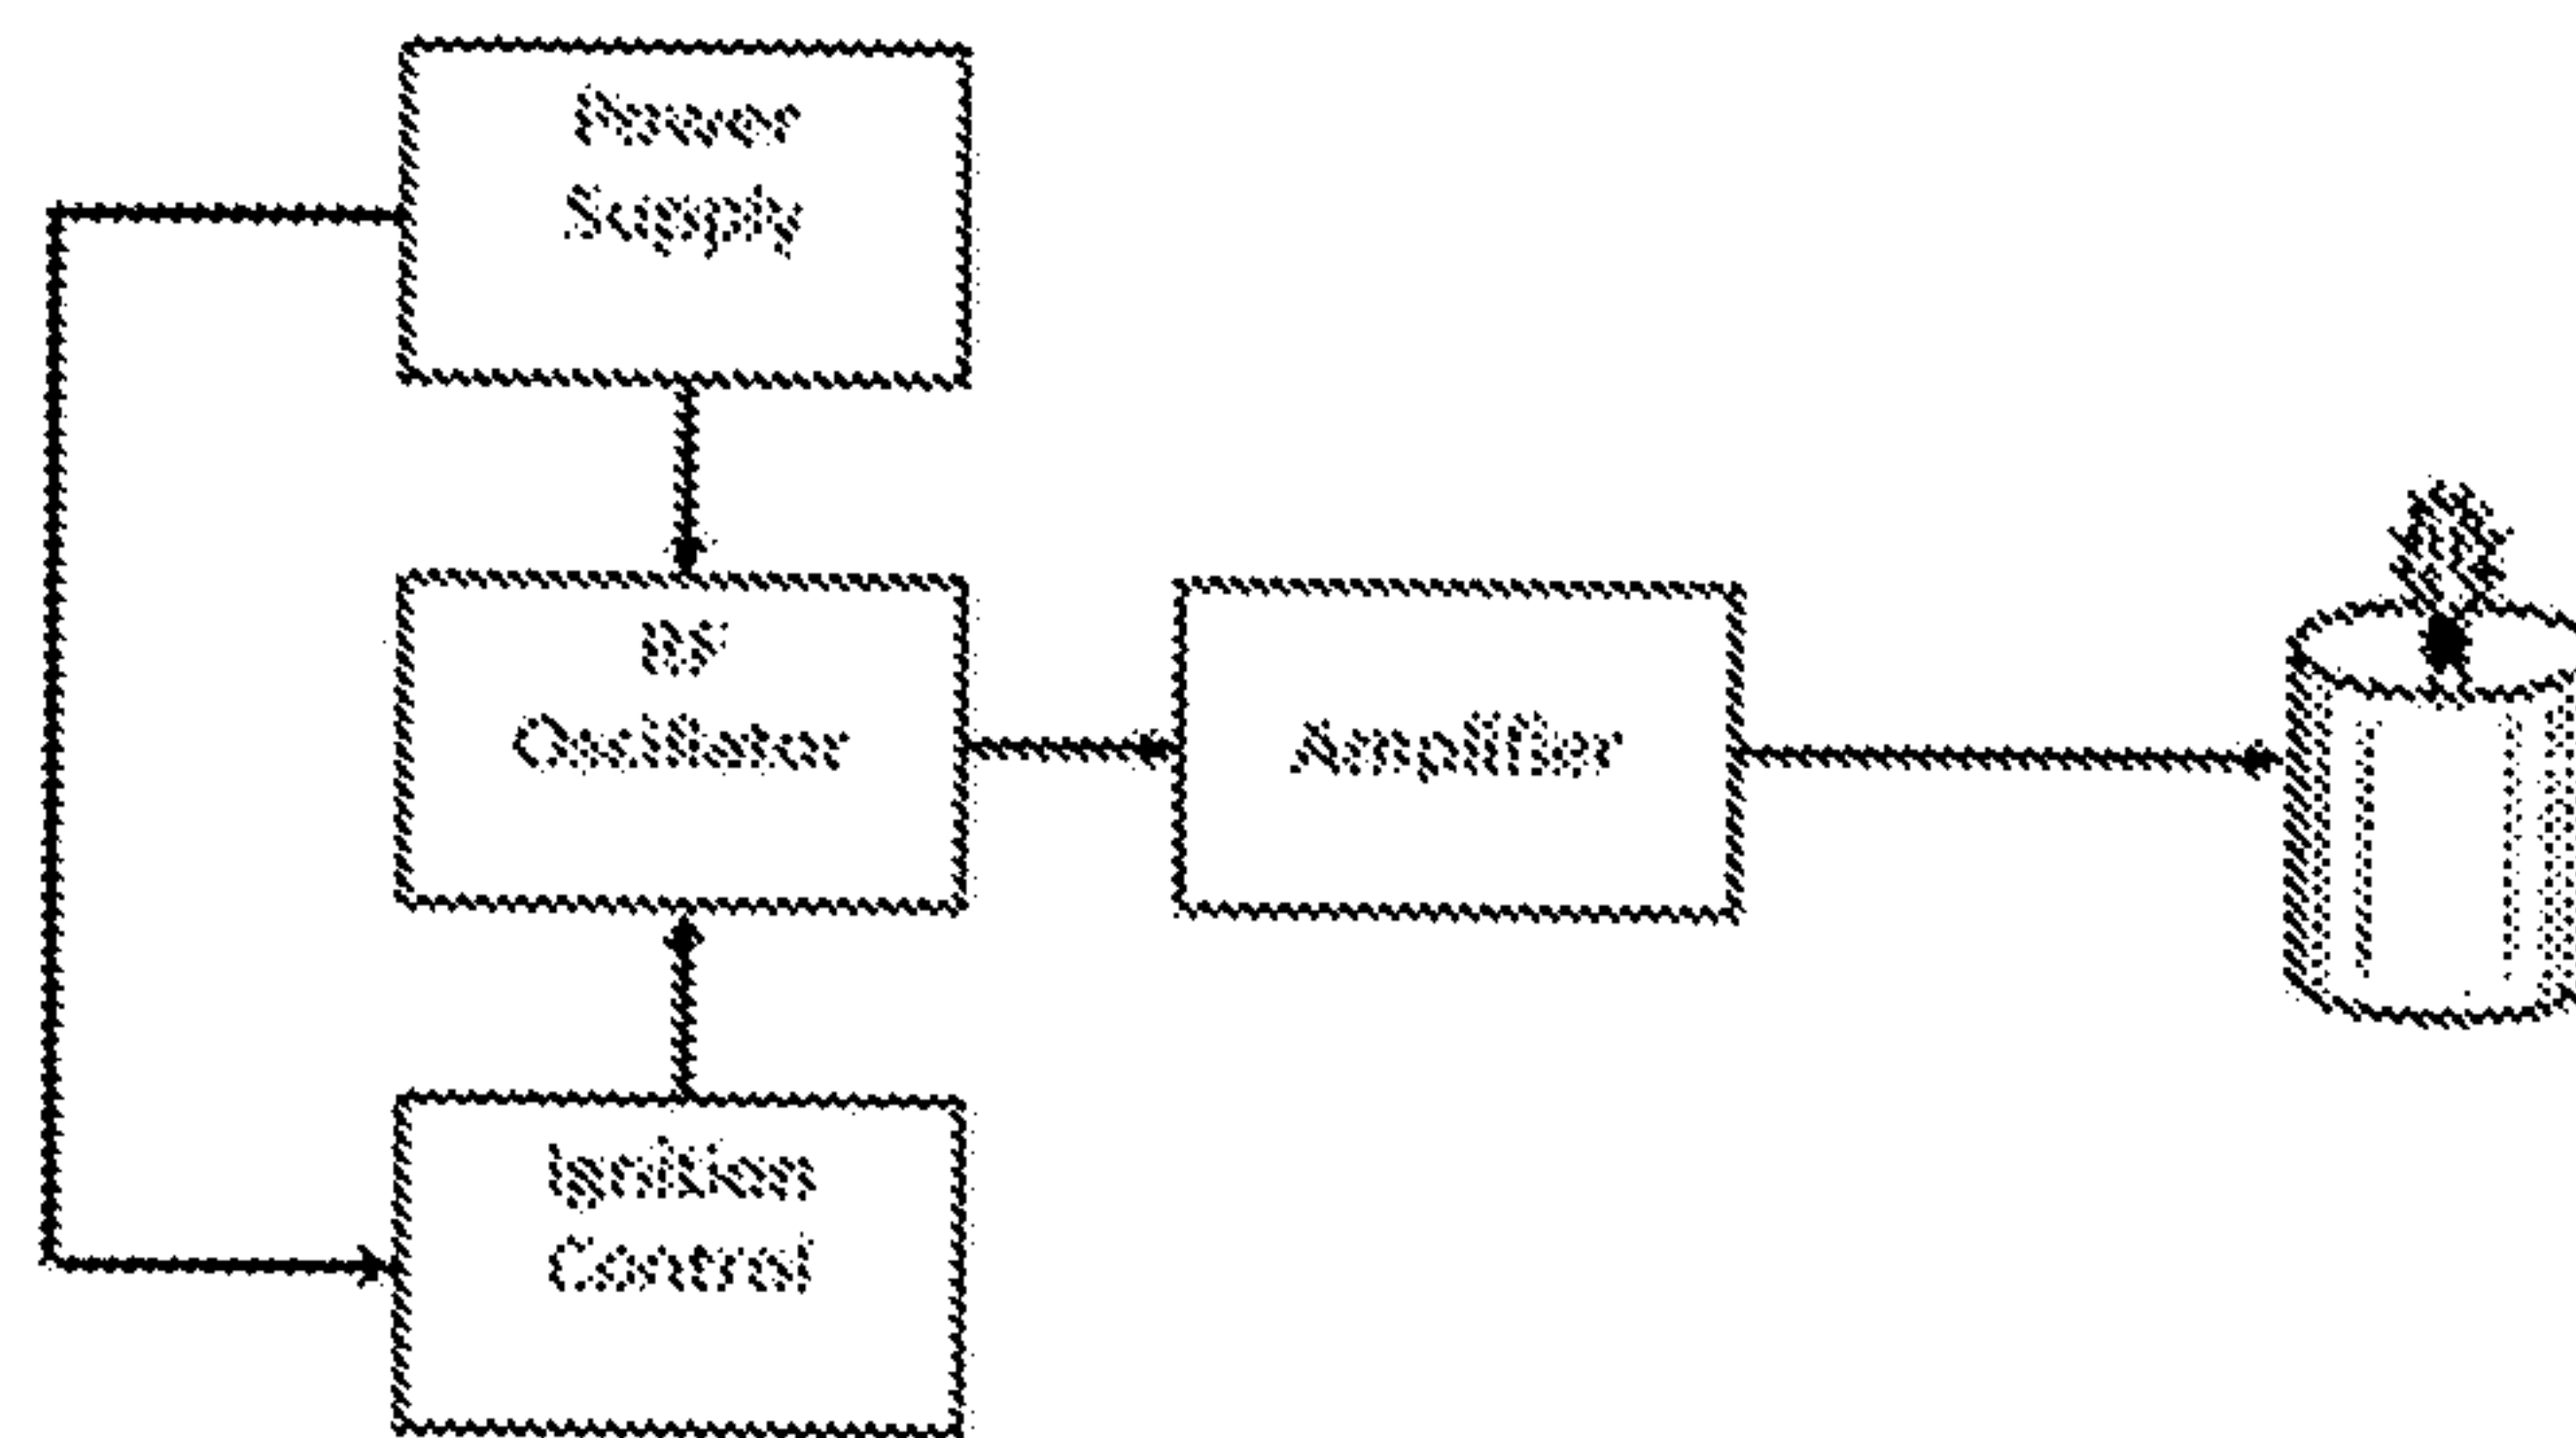 Power
Supply
RF
Oscillator
Amplifier
Ignition
Control